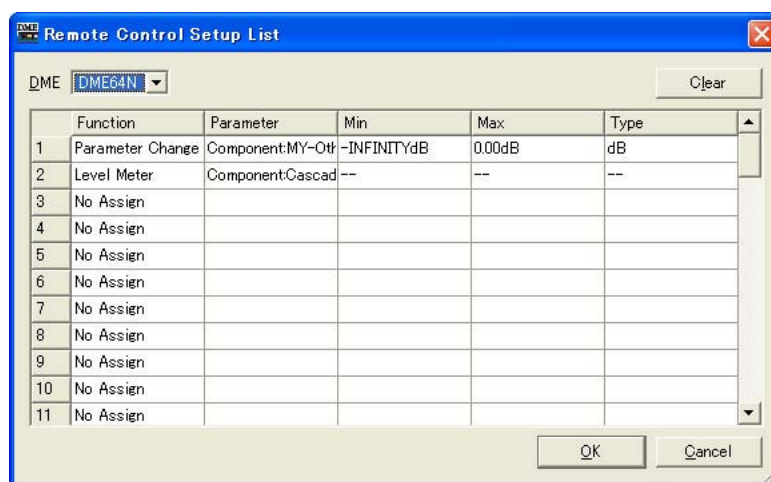 DME Remote Control Setup List
DME DME64N Clear
Function Parameter Min Max Type
1 Parameter Change Component:MY-Oth -INFINITYdB 0.00dB dB
2 Level Meter Component:Cascad -- -- --
3 No Assign
4 No Assign
5 No Assign
6 No Assign
7 No Assign
8 No Assign
9 No Assign
10 No Assign
11 No Assign
OK Cancel